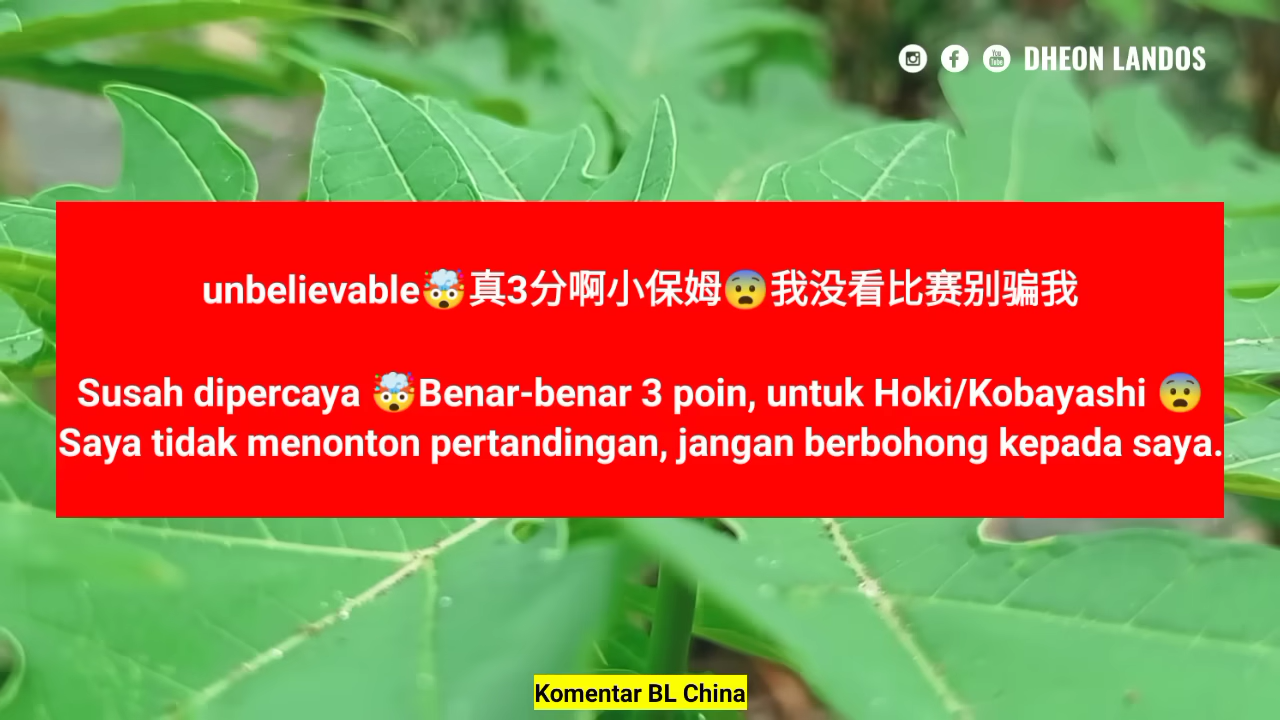 DHEON LANDOS
unbelievable🤯真3分啊小保姆😨我没看比赛别骗我
Susah dipercaya 🤯Benar-benar 3 poin, untuk Hoki/Kobayashi 😨
Saya tidak menonton pertandingan, jangan berbohong kepada saya.
Komentar BL China